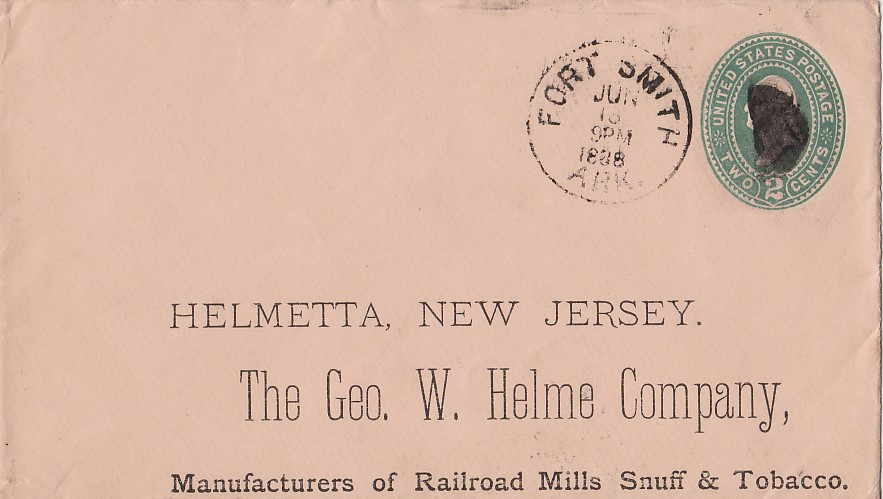 FORT SMITH
JUN
13
9PM
1888
ARK.
UNITED STATES POSTAGE
TWO 2 CENTS
HELMETTA, NEW JERSEY.
The Geo. W. Helme Company,
Manufacturers of Railroad Mills Snuff & Tobacco.